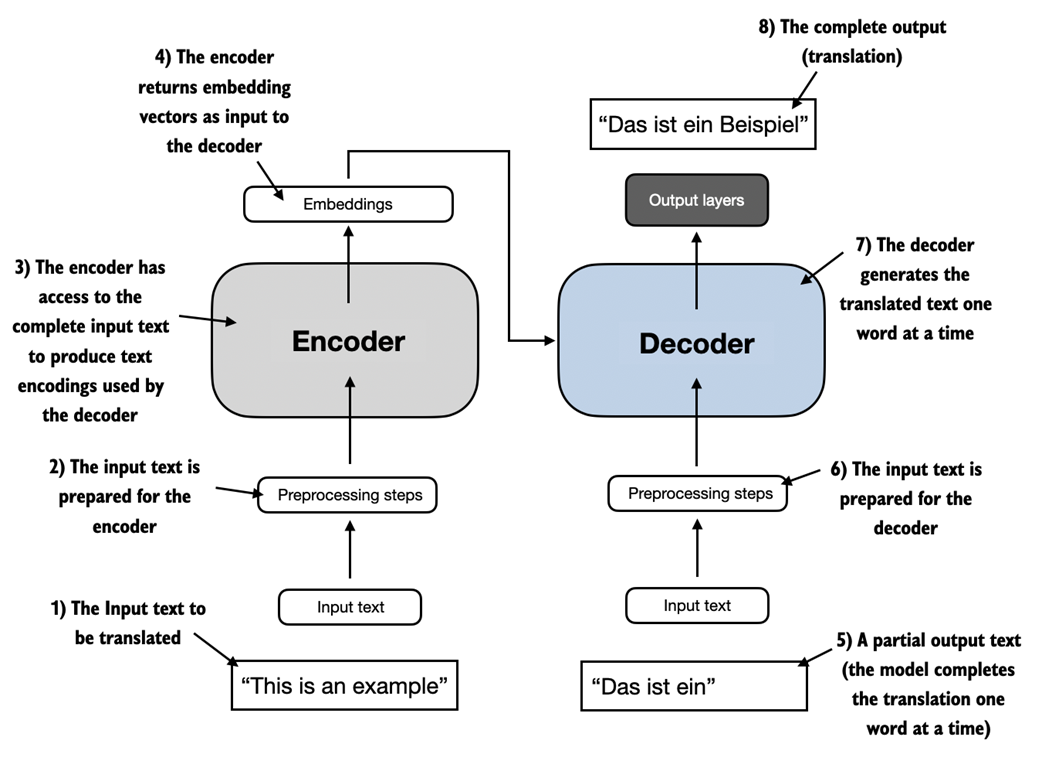 8) The complete output
(translation)
4) The encoder
returns embedding
vectors as input to
the decoder
“Das ist ein Beispiel”
Embeddings
Output layers
7) The decoder
generates the
translated text one
word at a time
3) The encoder has
access to the
complete input text
to produce text
encodings used by
the decoder
Encoder
Decoder
2) The input text is
prepared for the
encoder
Preprocessing steps
Preprocessing steps
6) The input text is
prepared for the
decoder
1) The Input text to
be translated
Input text
Input text
“This is an example”
“Das ist ein”
5) A partial output text
(the model completes
the translation one
word at a time)